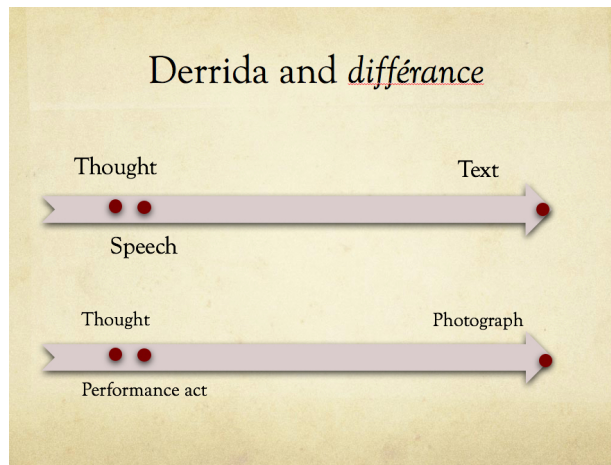 Derrida and différance
Thought
Text
Speech
Thought
Photograph
Performance act